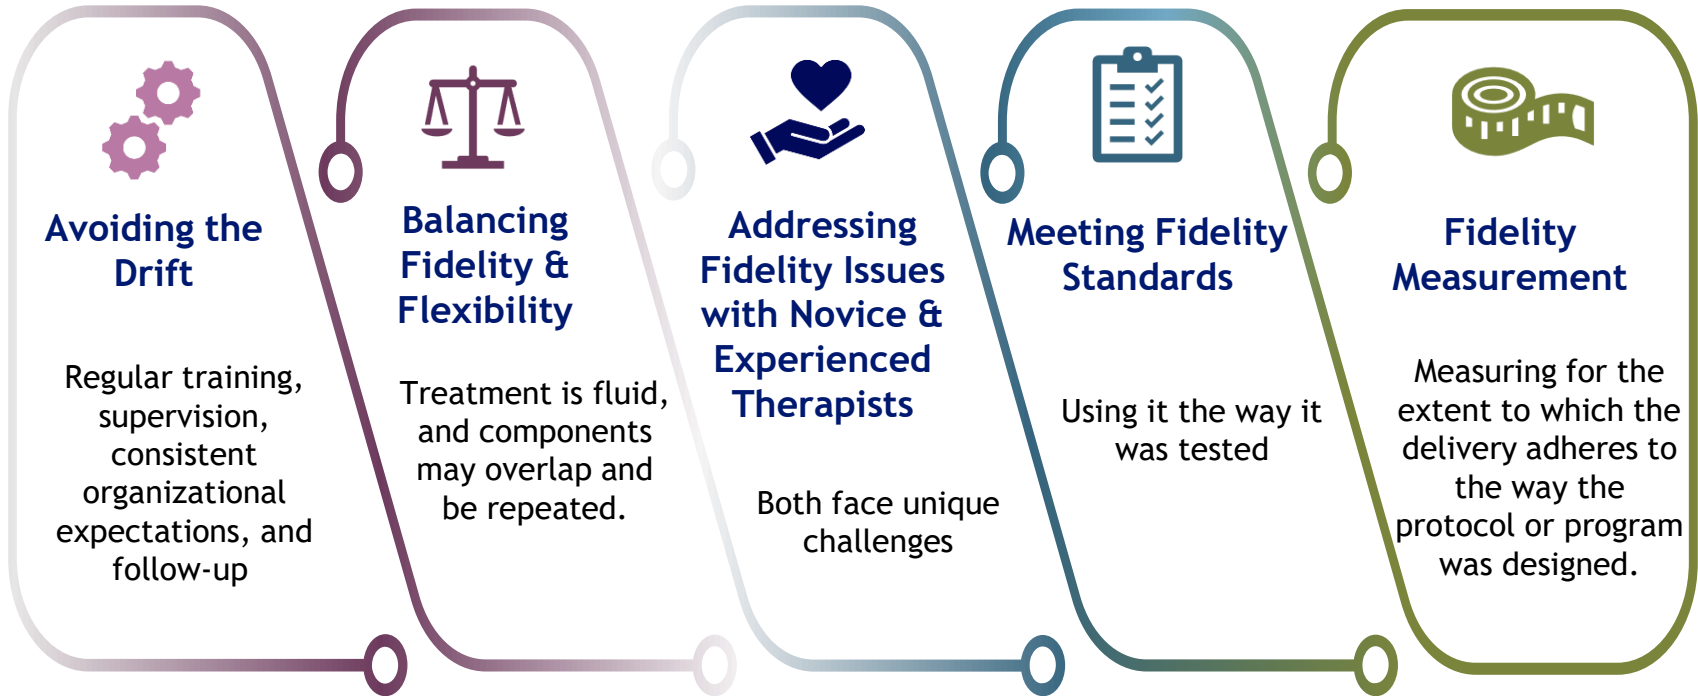 Avoiding the
Drift
Regular training,
supervision,
consistent
organizational
expectations, and
follow-up
Balancing
Fidelity &
Flexibility
Treatment is fluid,
and components
may overlap and
be repeated.
Addressing
Fidelity Issues
with Novice &
Experienced
Therapists
Both face unique
challenges
Meeting Fidelity
Standards
Using it the way it
was tested
Fidelity
Measurement
Measuring for the
extent to which the
delivery adheres to
the way the
protocol or program
was designed.